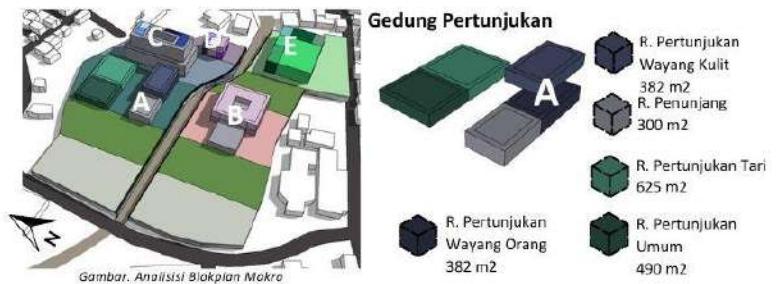 Gedung Pertunjukan
C
E
A
B
N
Gambar. Analisisi Blokplan Mokro
A
R. Pertunjukan
Wayang Kulit
382 m2
R. Penunjang
300 m2
R. Pertunjukan Tari
625 m2
R. Pertunjukan
Wayang Orang
382 m2
R. Pertunjukan
Umum
490 m2